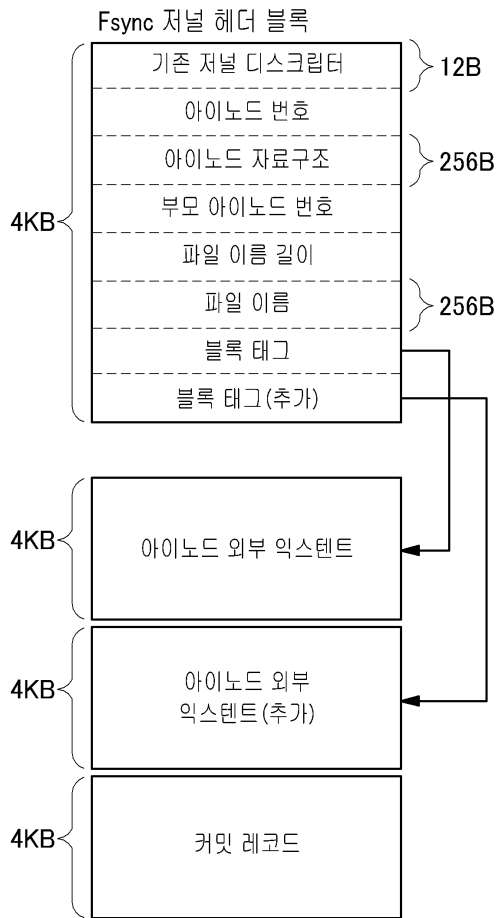 Fsync 저널 헤더 블록
기존 저널 디스크립터
12B
아이노드 번호
아이노드 자료구조
256B
부모 아이노드 번호
4KB
파일 이름 길이
파일 이름
256B
블록 태그
블록 태그(추가)
4KB
아이노드 외부 익스텐트
4KB
아이노드 외부
익스텐트(추가)
4KB
커밋 레코드